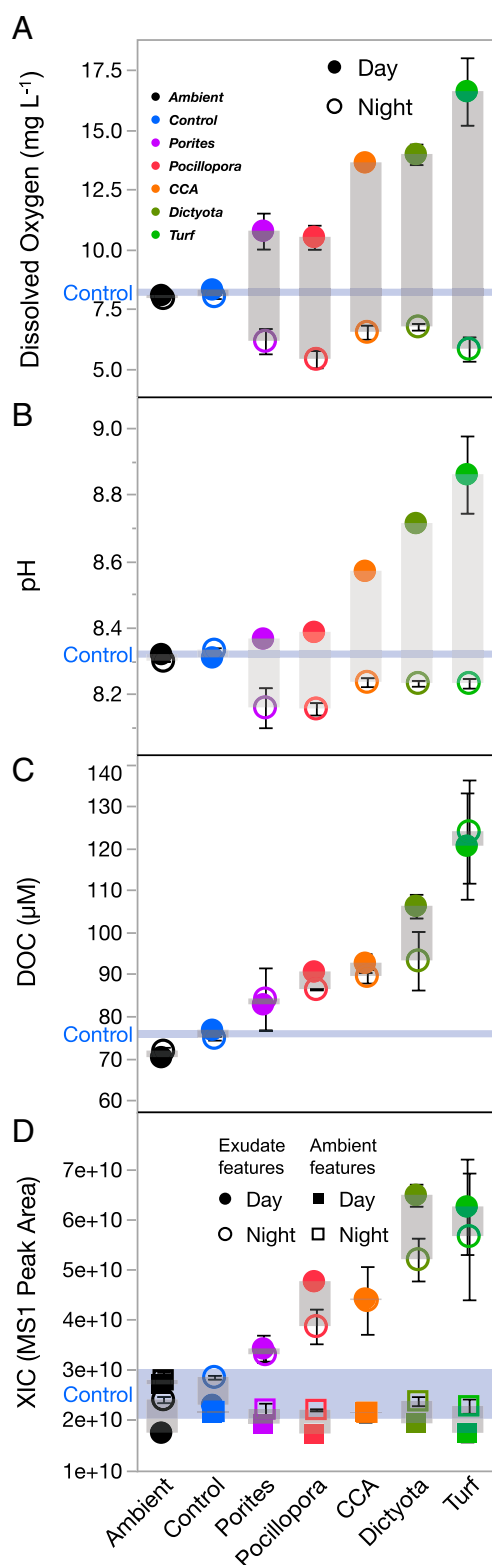 A
Dissolved Oxygen (mg L⁻¹)
17.5
15.0
12.5
10.0
Control
7.5
5.0
Day
Night
Ambient
Control
Porites
Pocillopora
CCA
Dictyota
Turf
B
pH
9.0
8.8
8.6
8.4
Control
8.2
C
DOC (µM)
140
130
120
110
100
90
80
Control
70
60
D
XIC (MS1 Peak Area)
Exudate features
Ambient features
Day
Day
Night
Night
7e+10
6e+10
5e+10
4e+10
3e+10
Control
2e+10
1e+10
Ambient
Control
Porites
Pocillopora
CCA
Dictyota
Turf